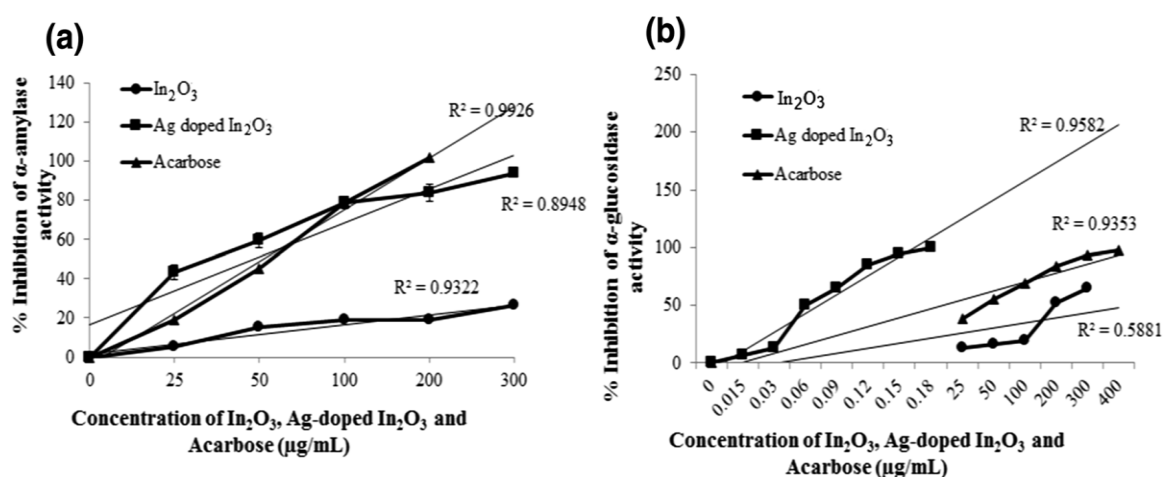 (a)
140
120
100
80
60
40
20
0
% Inhibition of α-amylase
activity
In₂O₃
Ag doped In₂O₃
Acarbose
R² = 0.9926
R² = 0.8948
R² = 0.9322
0 25 50 100 200 300
Concentration of In₂O₃, Ag-doped In₂O₃ and
Acarbose (µg/mL)
(b)
250
200
150
100
50
0
% Inhibition of α-glucosidase
activity
In₂O₃
Ag doped In₂O₃
Acarbose
R² = 0.9582
R² = 0.9353
R² = 0.5881
0 0.015 0.03 0.06 0.09 0.12 0.15 0.18 25 50 100 200 300 400
Concentration of In₂O₃, Ag-doped In₂O₃ and
Acarbose (µg/mL)